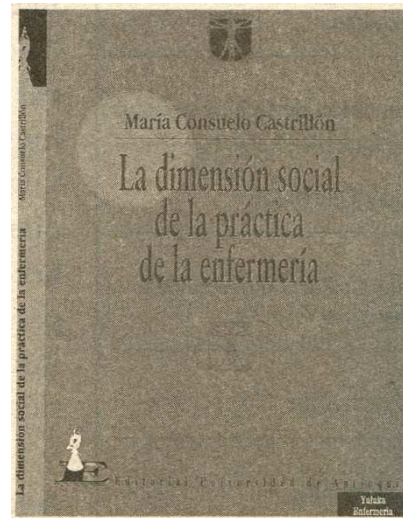 María Consuelo Castrillón
La dimensión social
de la práctica
de la enfermería
Editorial Universidad de Antioquia
Yuluka
Enfermería
La dimensión social de la práctica de la enfermería
María Consuelo Castrillón